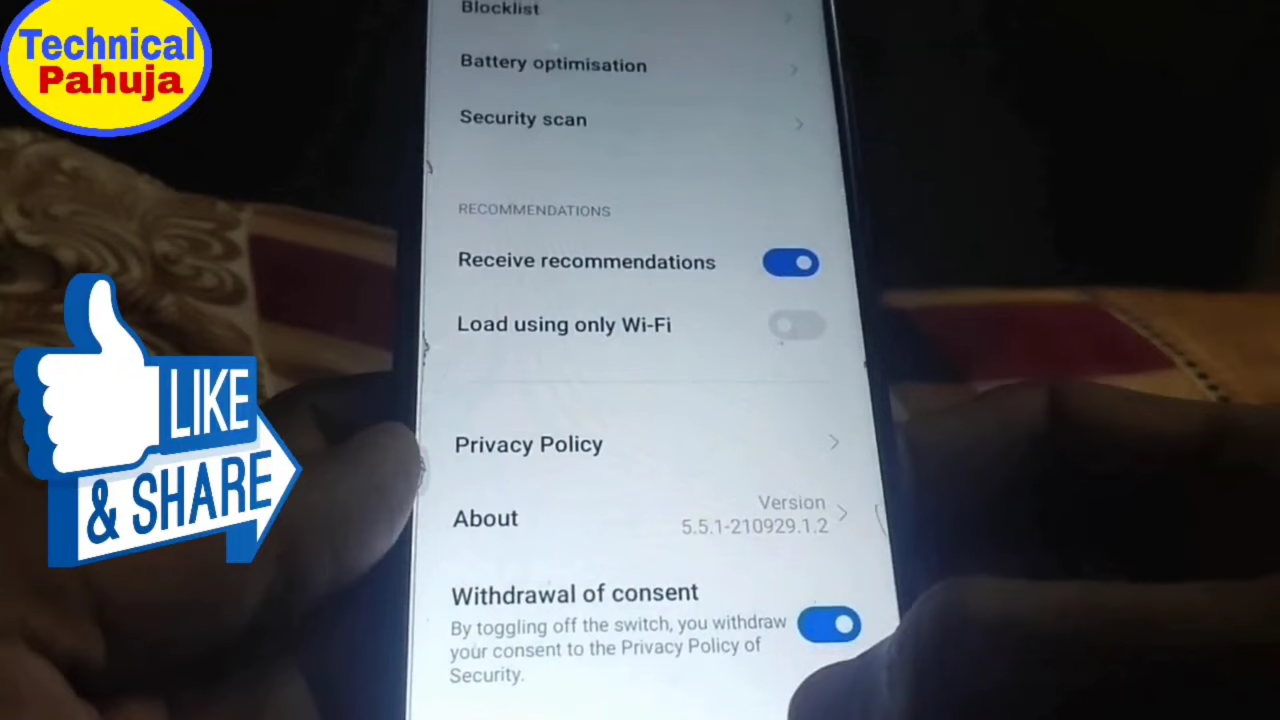 Technical
Pahuja
Blocklist
Battery optimisation
Security scan
RECOMMENDATIONS
Receive recommendations
Load using only Wi-Fi
Privacy Policy
About
Version
5.5.1-210929.1.2
Withdrawal of consent
By toggling off the switch, you withdraw
your consent to the Privacy Policy of
Security.
LIKE
& SHARE